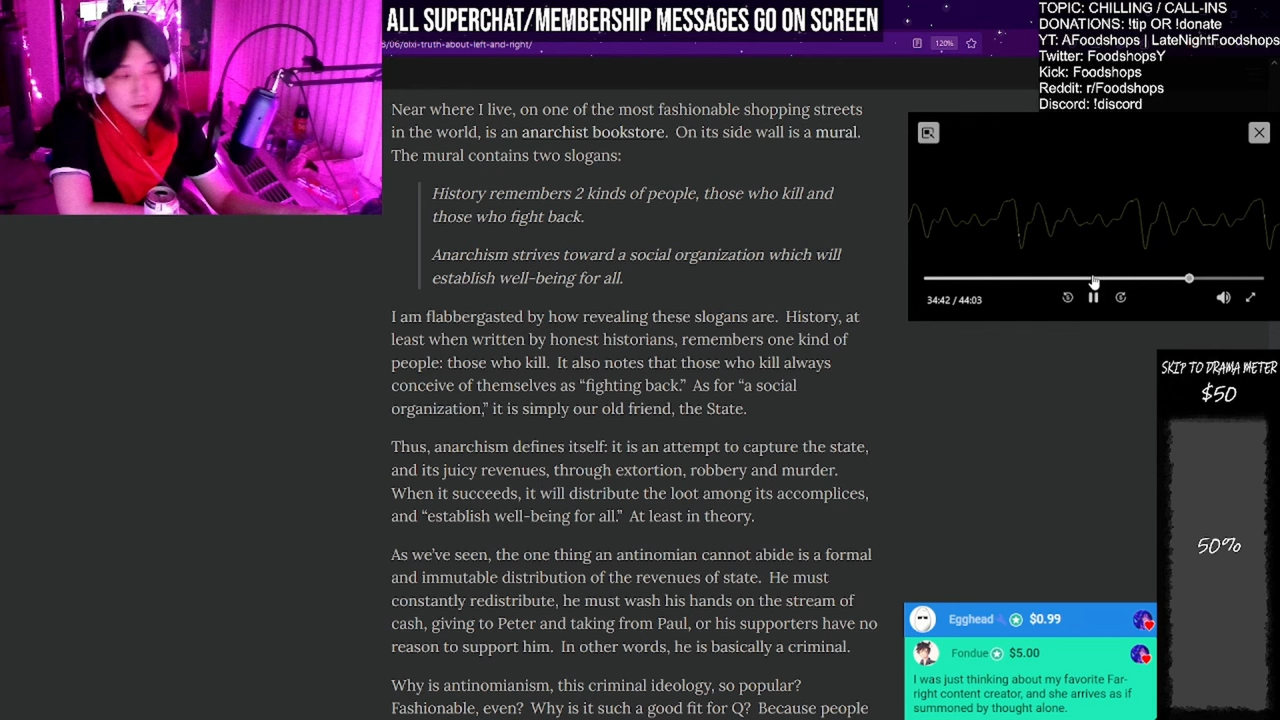 ALL SUPERCHAT/MEMBERSHIP MESSAGES GO ON SCREEN
/06/olxi-truth-about-left-and-right/
120%
TOPIC: CHILLING / CALL-INS
DONATIONS: !tip OR !donate
YT: AFoodshops | LateNightFoodshops
Twitter: FoodshopsY
Kick: Foodshops
Reddit: r/Foodshops
Discord: !discord
Near where I live, on one of the most fashionable shopping streets
in the world, is an anarchist bookstore. On its side wall is a mural.
The mural contains two slogans:
History remembers 2 kinds of people, those who kill and
those who fight back.
Anarchism strives toward a social organization which will
establish well-being for all.
I am flabbergasted by how revealing these slogans are. History, at
least when written by honest historians, remembers one kind of
people: those who kill. It also notes that those who kill always
conceive of themselves as “fighting back.” As for “a social
organization,” it is simply our old friend, the State.
Thus, anarchism defines itself: it is an attempt to capture the state,
and its juicy revenues, through extortion, robbery and murder.
When it succeeds, it will distribute the loot among its accomplices,
and “establish well-being for all.” At least in theory.
As we’ve seen, the one thing an antinomian cannot abide is a formal
and immutable distribution of the revenues of state. He must
constantly redistribute, he must wash his hands on the stream of
cash, giving to Peter and taking from Paul, or his supporters have no
reason to support him. In other words, he is basically a criminal.
Why is antinomianism, this criminal ideology, so popular?
Fashionable, even? Why is it such a good fit for Q? Because people
34:42 / 44:03
SKIP TO DRAMA METER
$50
50%
Egghead $0.99
Fondue $5.00
I was just thinking about my favorite Far-
right content creator, and she arrives as if
summoned by thought alone.